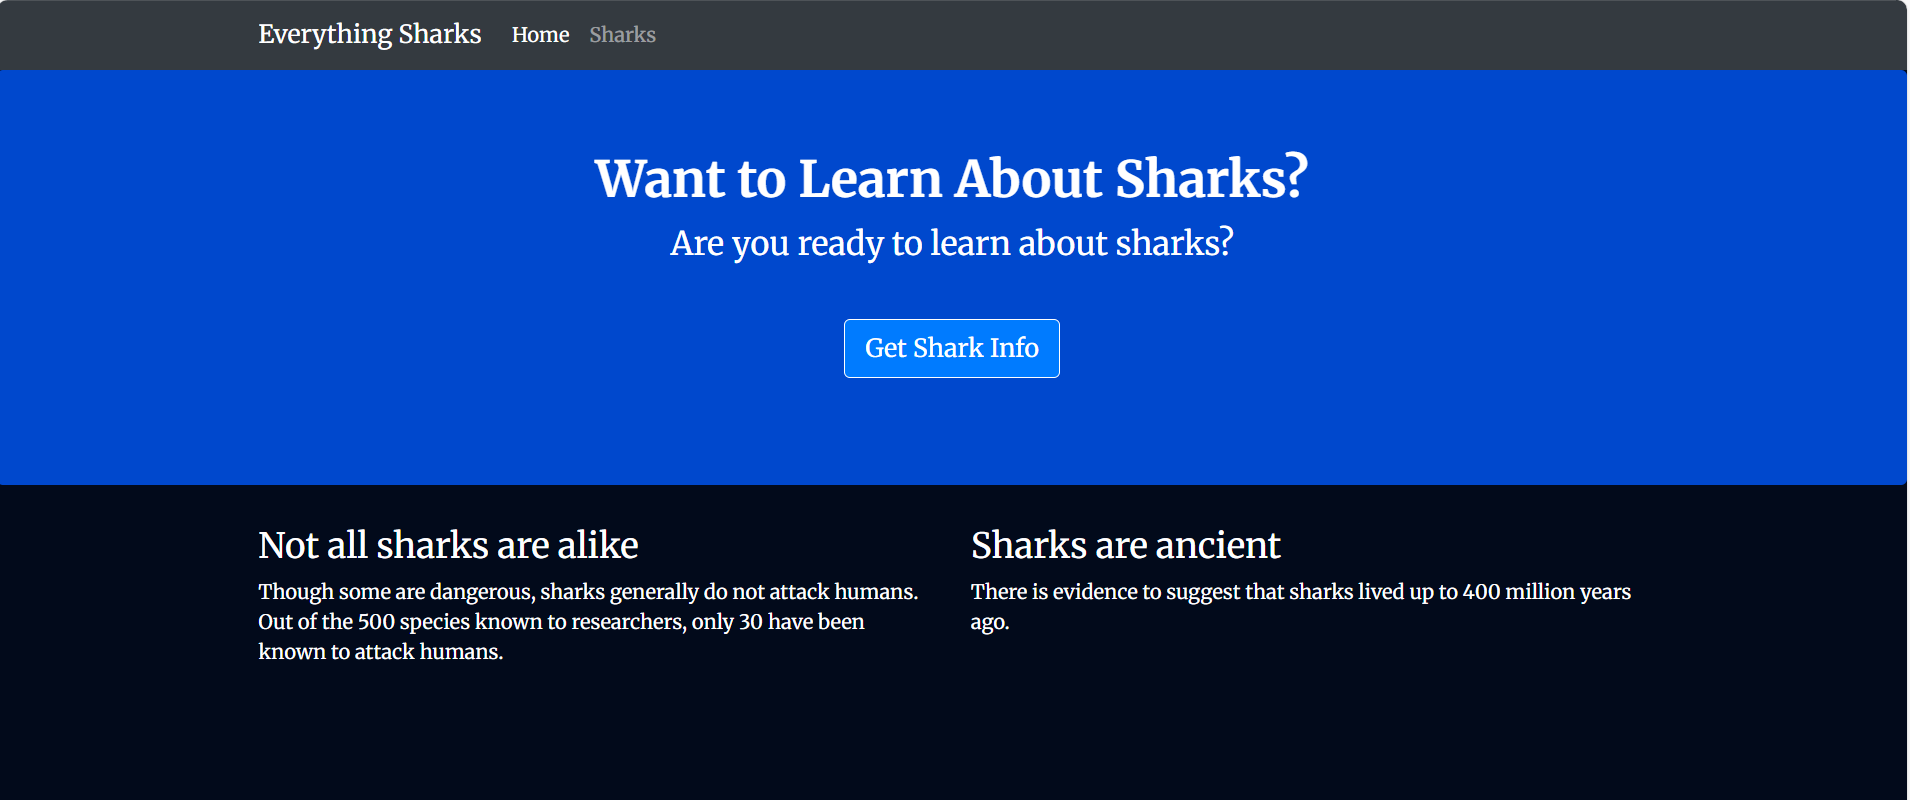 Everything Sharks Home Sharks
Want to Learn About Sharks?
Are you ready to learn about sharks?
Get Shark Info
Not all sharks are alike
Though some are dangerous, sharks generally do not attack humans.
Out of the 500 species known to researchers, only 30 have been
known to attack humans.
Sharks are ancient
There is evidence to suggest that sharks lived up to 400 million years
ago.